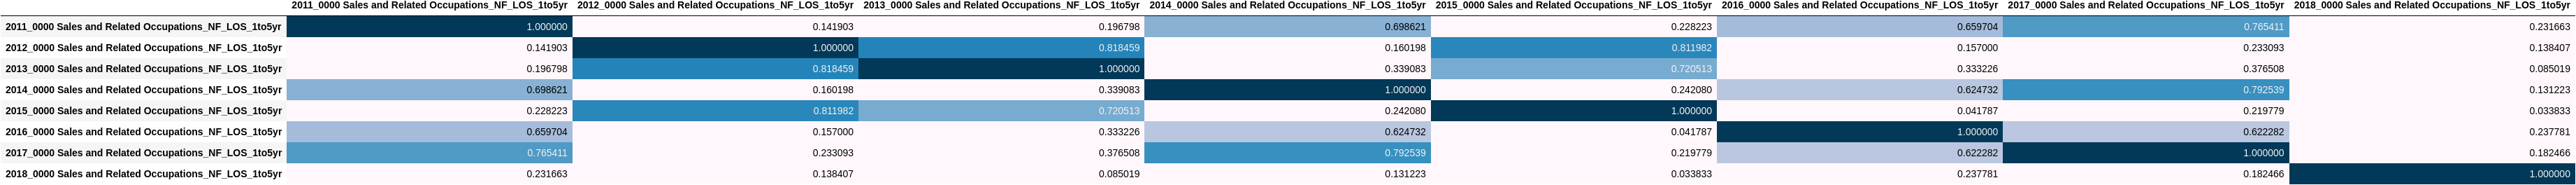 2011_0000 Sales and Related Occupations_NF_LOS_1to5yr 2012_0000 Sales and Related Occupations_NF_LOS_1to5yr 2013_0000 Sales and Related Occupations_NF_LOS_1to5yr 2014_0000 Sales and Related Occupations_NF_LOS_1to5yr 2015_0000 Sales and Related Occupations_NF_LOS_1to5yr 2016_0000 Sales and Related Occupations_NF_LOS_1to5yr 2017_0000 Sales and Related Occupations_NF_LOS_1to5yr 2018_0000 Sales and Related Occupations_NF_LOS_1to5yr
2011_0000 Sales and Related Occupations_NF_LOS_1to5yr 1.000000 0.141903 0.196798 0.698621 0.228223 0.659704 0.765411 0.231663
2012_0000 Sales and Related Occupations_NF_LOS_1to5yr 0.141903 1.000000 0.818459 0.160198 0.811982 0.157000 0.233093 0.138407
2013_0000 Sales and Related Occupations_NF_LOS_1to5yr 0.196798 0.818459 1.000000 0.339083 0.720513 0.333226 0.376508 0.085019
2014_0000 Sales and Related Occupations_NF_LOS_1to5yr 0.698621 0.160198 0.339083 1.000000 0.242080 0.624732 0.792539 0.131223
2015_0000 Sales and Related Occupations_NF_LOS_1to5yr 0.228223 0.811982 0.720513 0.242080 1.000000 0.041787 0.219779 0.033833
2016_0000 Sales and Related Occupations_NF_LOS_1to5yr 0.659704 0.157000 0.333226 0.624732 0.041787 1.000000 0.622282 0.237781
2017_0000 Sales and Related Occupations_NF_LOS_1to5yr 0.765411 0.233093 0.376508 0.792539 0.219779 0.622282 1.000000 0.182466
2018_0000 Sales and Related Occupations_NF_LOS_1to5yr 0.231663 0.138407 0.085019 0.131223 0.033833 0.237781 0.182466 1.000000